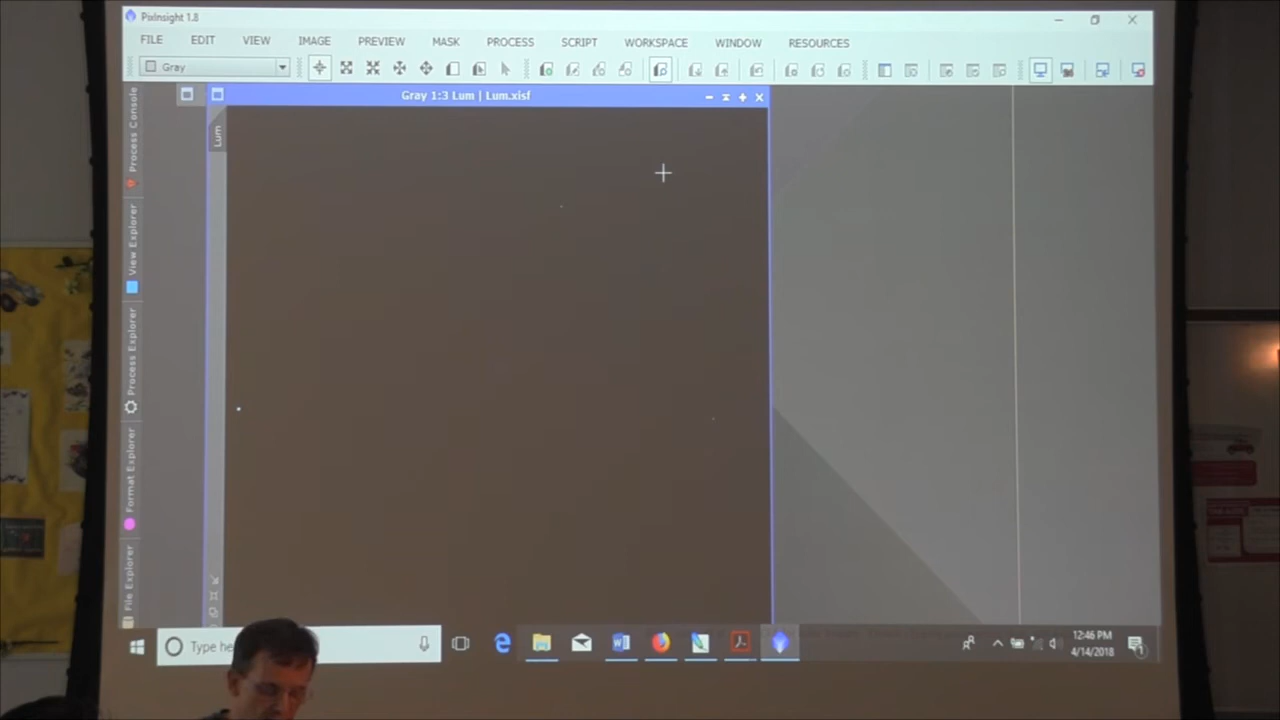 PixInsight 1.8
FILE EDIT VIEW IMAGE PREVIEW MASK PROCESS SCRIPT WORKSPACE WINDOW RESOURCES
Gray
Gray 1:3 Lum | Lum.xisf
Lum
Process Console
View Explorer
Process Explorer
Format Explorer
File Explorer
Type he
12:46 PM
4/14/2018